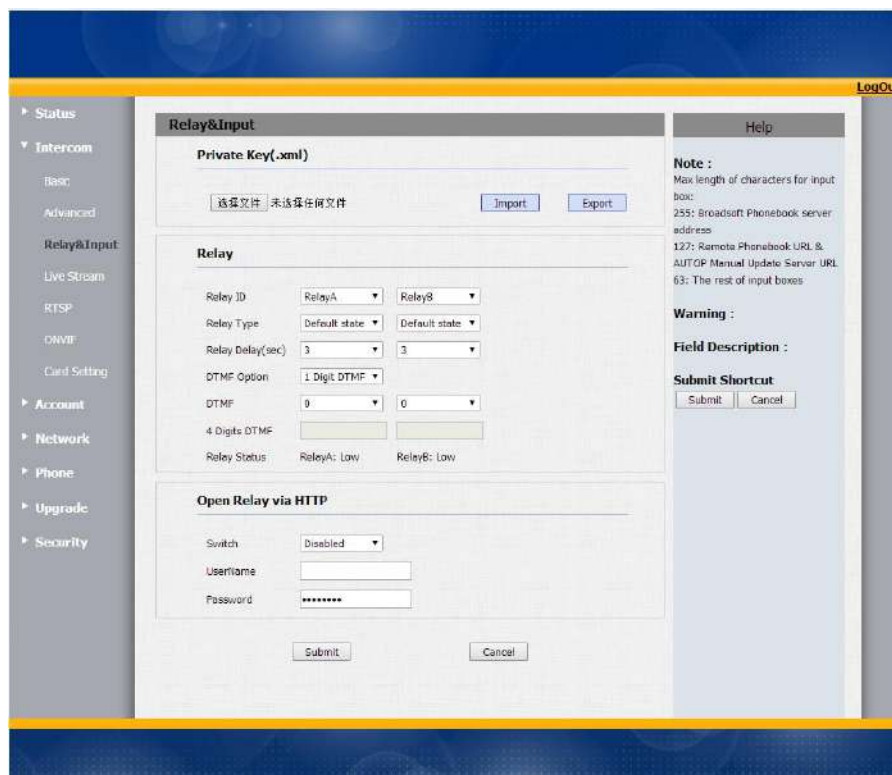 LogOu
Status
Intercom
Basic
Advanced
Relay&Input
Live Stream
RTSP
ONVIF
Card Setting
Account
Network
Phone
Upgrade
Security
Relay&Input
Private Key(.xml)
选择文件 未选择任何文件 Import Export
Relay
Relay ID RelayA RelayB
Relay Type Default state Default state
Relay Delay(sec) 3 3
DTMF Option 1 Digit DTMF
DTMF 0 0
4 Digits DTMF
Relay Status RelayA: Low RelayB: Low
Open Relay via HTTP
Switch Disabled
UserName
Password ••••••••
Submit Cancel
Help
Note :
Max length of characters for input
box:
255: Broadsoft Phonebook server
address
127: Remote Phonebook URL &
AUTOP Manual Update Server URL
63: The rest of input boxes
Warning :
Field Description :
Submit Shortcut
Submit Cancel